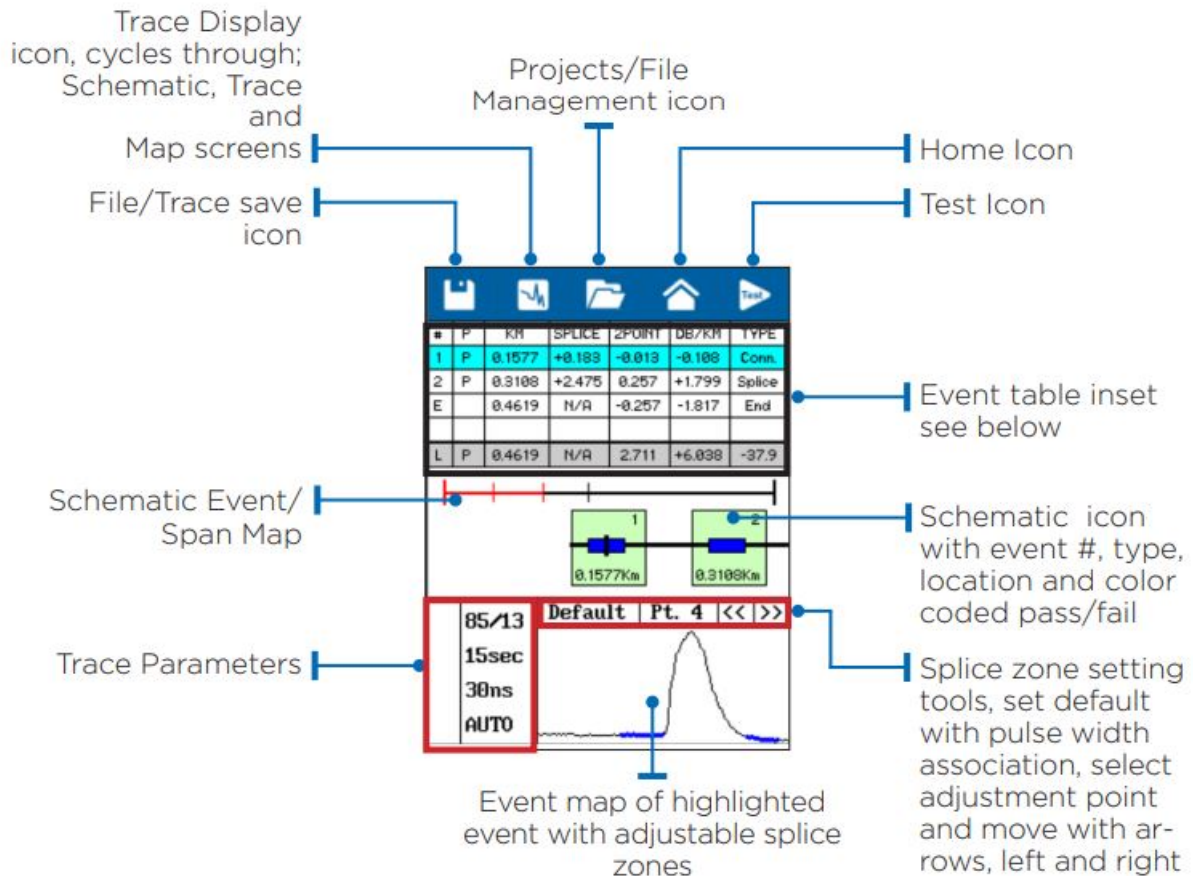 Trace Display
icon, cycles through;
Schematic, Trace
and
Map screens
Projects/File
Management icon
Home Icon
File/Trace save
icon
Test Icon
Test
# P KM SPLICE 2POINT DB/KM TYPE
1 P 0.1577 +0.183 -0.013 -0.108 Conn.
2 P 0.3108 +2.475 0.257 +1.799 Splice
E 0.4619 N/A -0.257 -1.817 End
L P 0.4619 N/A 2.711 +6.038 -37.9
Event table inset
see below
Schematic Event/
Span Map
1
0.1577Km
2
0.3108Km
Schematic icon
with event #, type,
location and color
coded pass/fail
Trace Parameters
85/13
15sec
30ns
AUTO
Default Pt. 4 << >>
Splice zone setting
tools, set default
with pulse width
association, select
adjustment point
and move with ar-
rows, left and right
Event map of highlighted
event with adjustable splice
zones